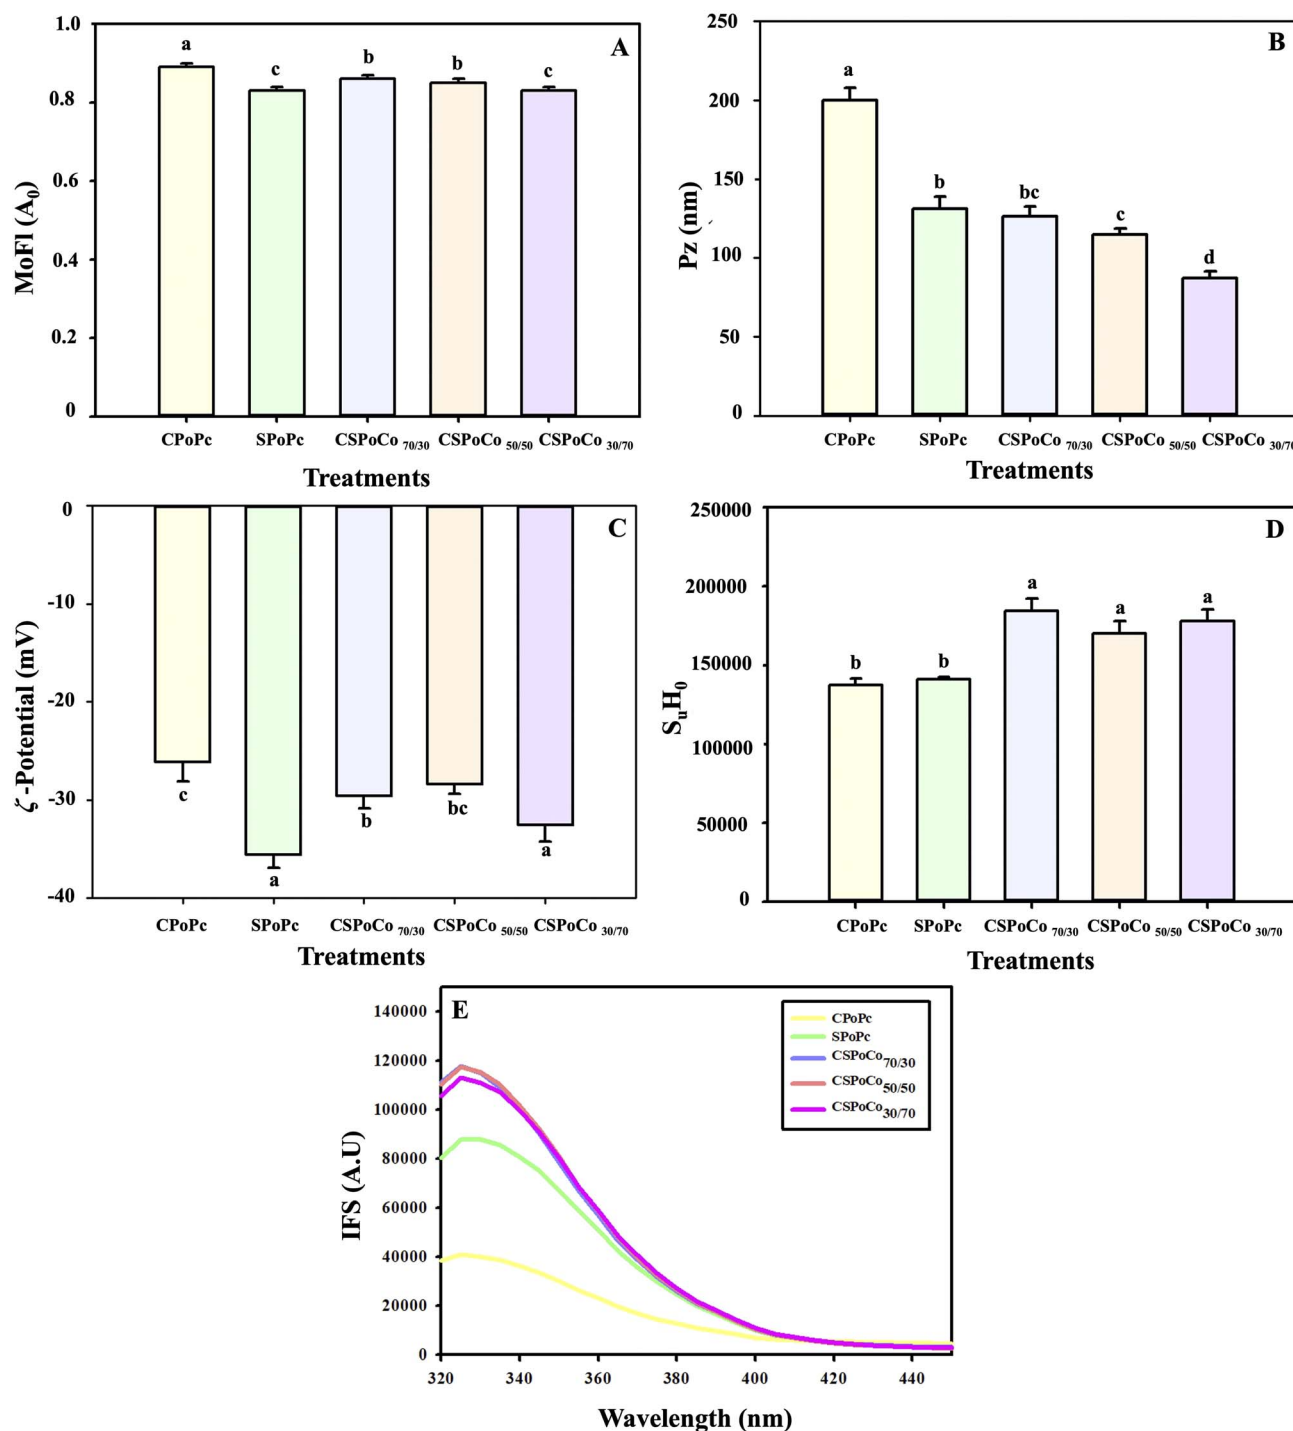 A
MoFl (A0)
1.0
0.8
0.6
0.4
0.2
0
a
c
b
b
c
CPoPc
SPoPc
CSPoCo 70/30
CSPoCo 50/50
CSPoCo 30/70
Treatments
B
Pz (nm)
250
200
150
100
50
0
a
b
bc
c
d
CPoPc
SPoPc
CSPoCo 70/30
CSPoCo 50/50
CSPoCo 30/70
Treatments
C
ζ -Potential (mV)
0
-10
-20
-30
-40
c
a
b
bc
a
CPoPc
SPoPc
CSPoCo 70/30
CSPoCo 50/50
CSPoCo 30/70
Treatments
D
SuH0
250000
200000
150000
100000
50000
0
b
b
a
a
a
CPoPc
SPoPc
CSPoCo 70/30
CSPoCo 50/50
CSPoCo 30/70
Treatments
E
IFS (A.U)
140000
120000
100000
80000
60000
40000
20000
0
CPoPc
SPoPc
CSPoCo70/30
CSPoCo50/50
CSPoCo30/70
320
340
360
380
400
420
440
Wavelength (nm)